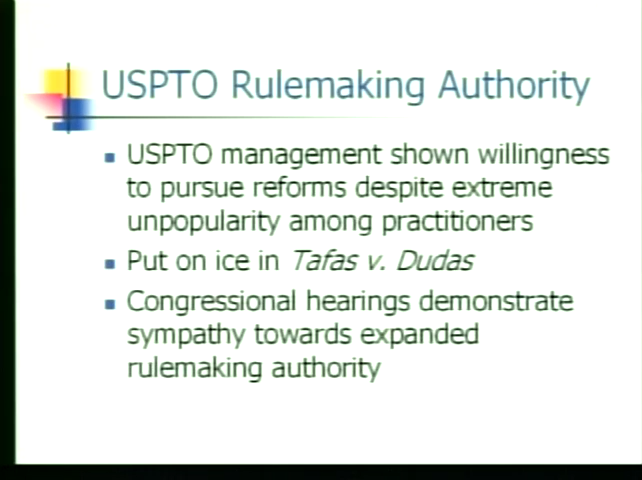 USPTO Rulemaking Authority
USPTO management shown willingness
to pursue reforms despite extreme
unpopularity among practitioners
Put on ice in Tafas v. Dudas
Congressional hearings demonstrate
sympathy towards expanded
rulemaking authority